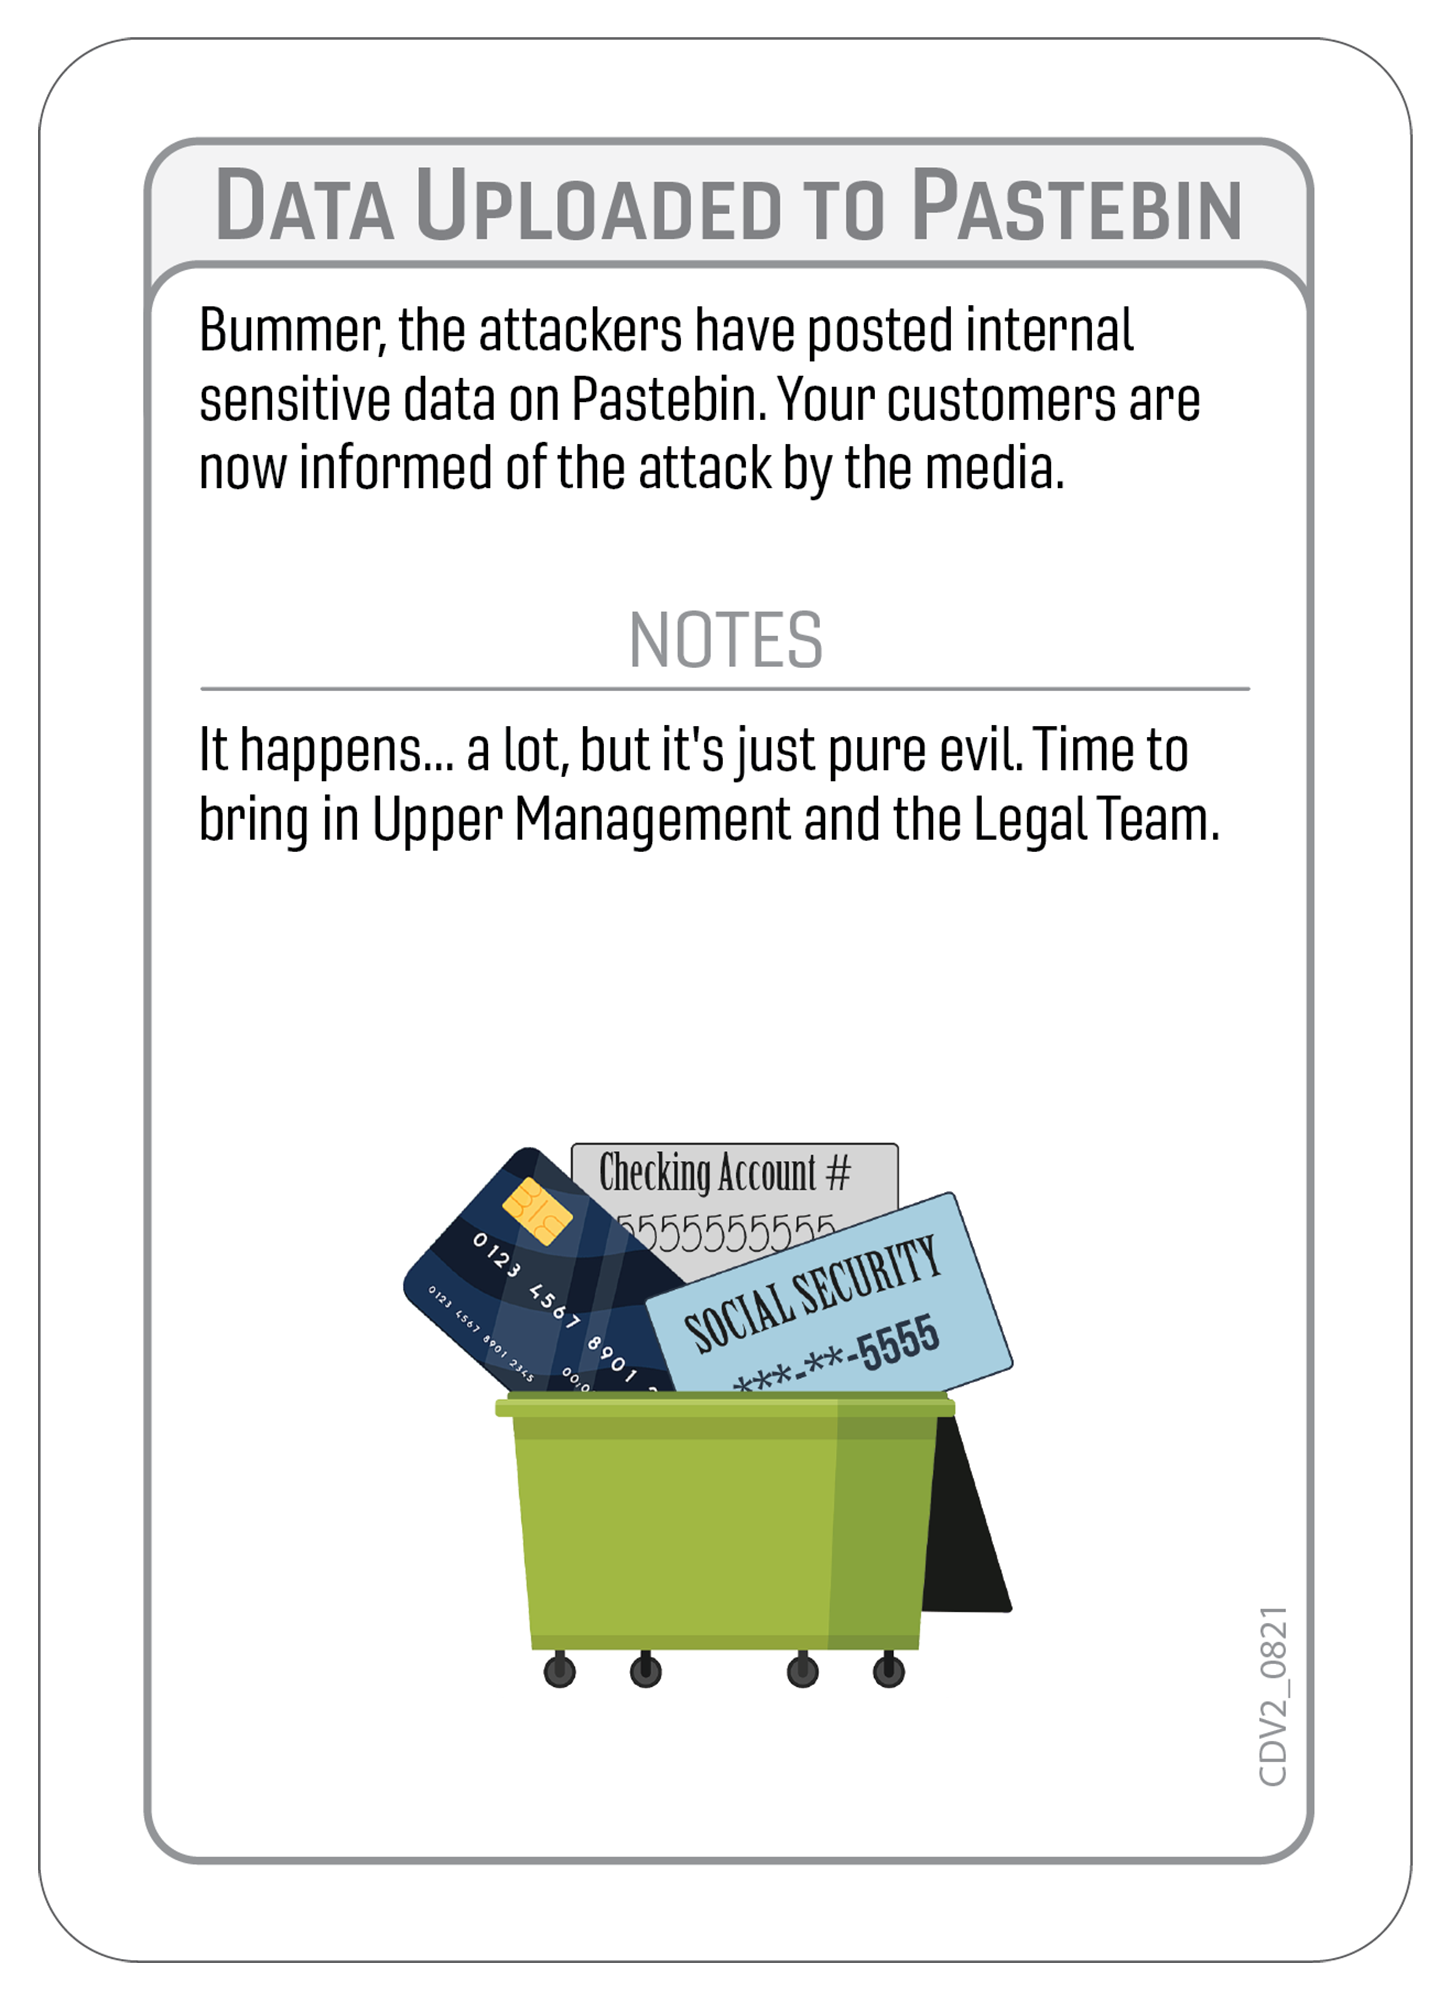 DATA UPLOADED TO PASTEBIN
Bummer, the attackers have posted internal
sensitive data on Pastebin. Your customers are
now informed of the attack by the media.
NOTES
It happens... a lot, but it's just pure evil. Time to
bring in Upper Management and the Legal Team.
Checking Account #
5555555555
0123 4567 8901
0123 4567 8901 2345
SOCIAL SECURITY
***-**-5555
CDV2_0821